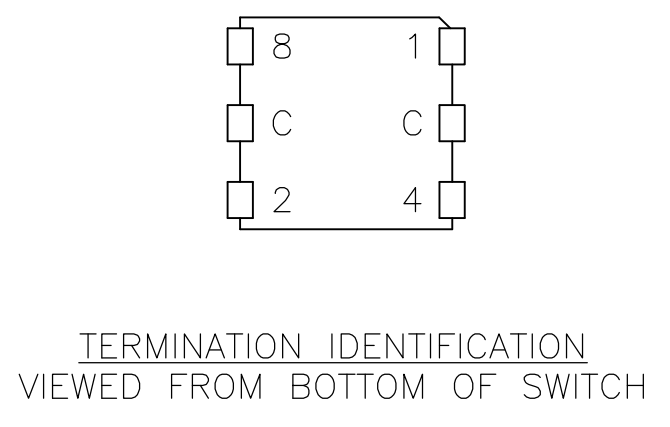 8 1
C C
2 4
TERMINATION IDENTIFICATION
VIEWED FROM BOTTOM OF SWITCH